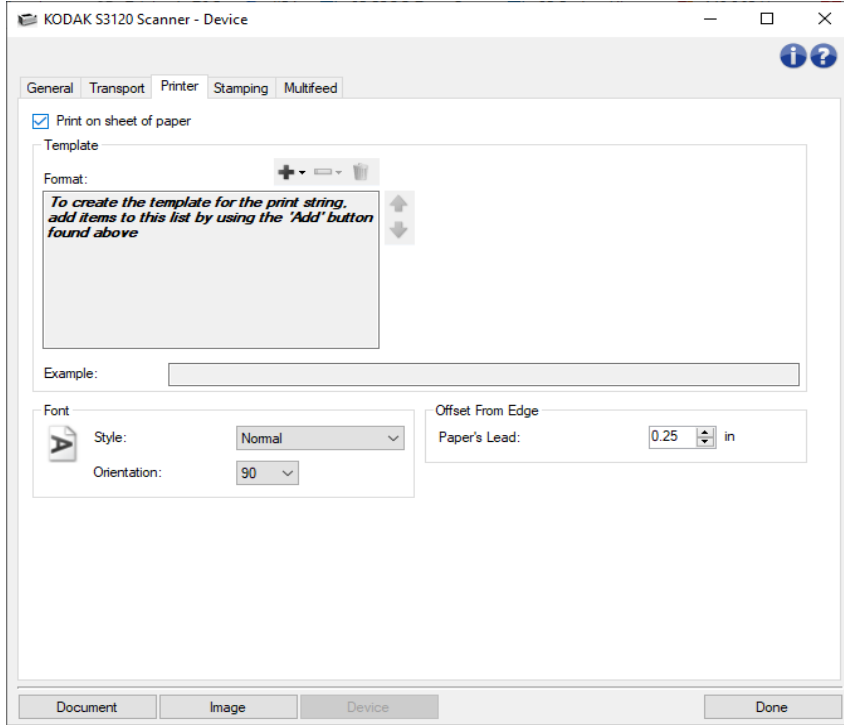 KODAK S3120 Scanner - Device
General Transport Printer Stamping Multifeed
Print on sheet of paper
Template
Format:
To create the template for the print string,
add items to this list by using the 'Add' button
found above
Example:
Font
Style: Normal
Orientation: 90
Offset From Edge
Paper's Lead: 0.25 in
Document Image Device Done